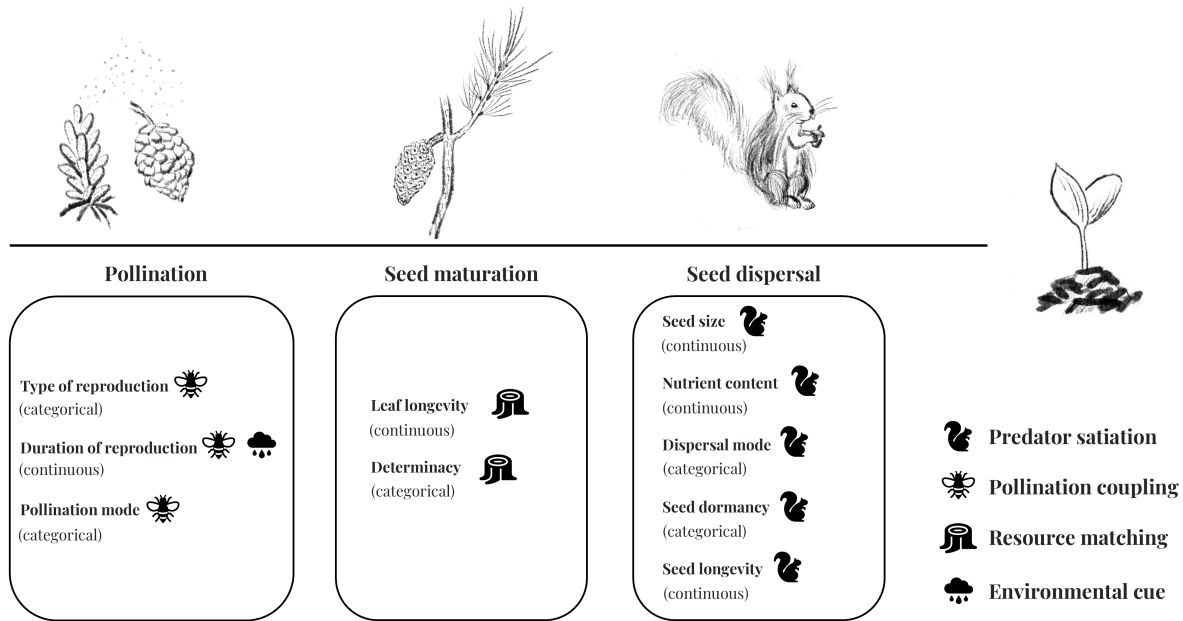 Pollination
Type of reproduction
(categorical)
Duration of reproduction
(continuous)
Pollination mode
(categorical)
Seed maturation
Leaf longevity
(continuous)
Determinacy
(categorical)
Seed dispersal
Seed size
(continuous)
Nutrient content
(continuous)
Dispersal mode
(categorical)
Seed dormancy
(categorical)
Seed longevity
(continuous)
Predator satiation
Pollination coupling
Resource matching
Environmental cue